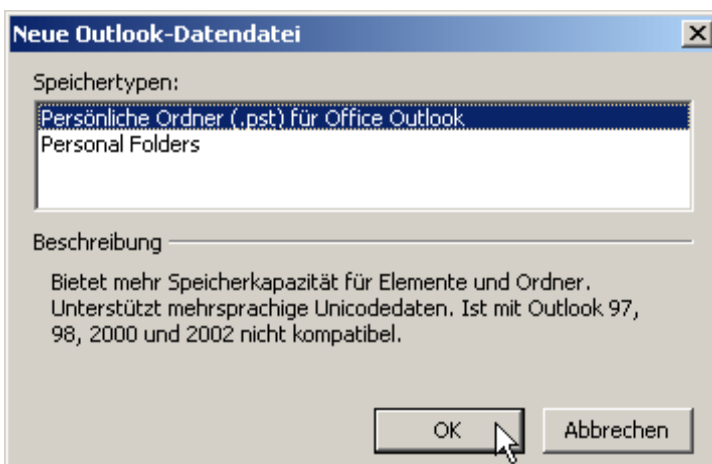 Neue Outlook-Datendatei
Speichertypen:
Persönliche Ordner (.pst) für Office Outlook
Personal Folders
Beschreibung
Bietet mehr Speicherkapazität für Elemente und Ordner.
Unterstützt mehrsprachige Unicodedaten. Ist mit Outlook 97,
98, 2000 und 2002 nicht kompatibel.
OK
Abbrechen